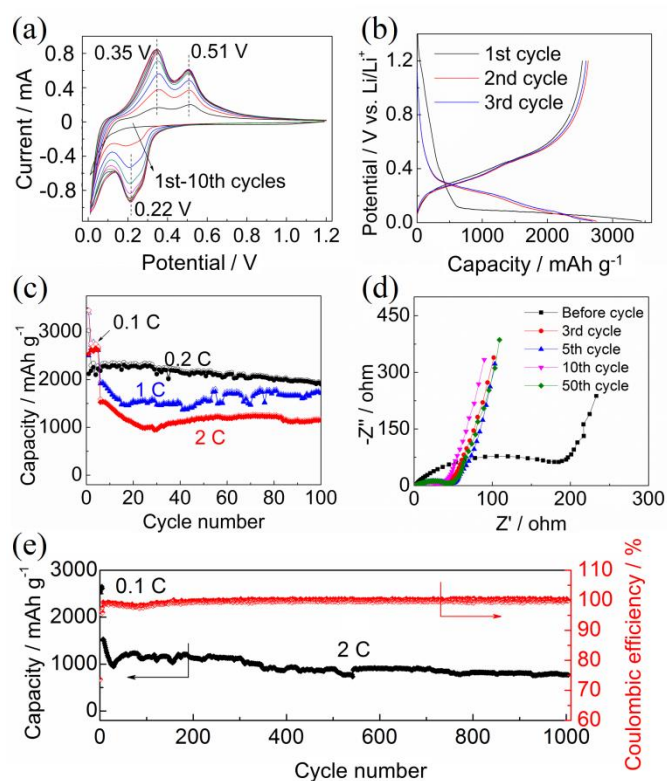 (a)
0.35 V
0.51 V
1st-10th cycles
0.22 V
0.8
0.4
0
-0.4
-0.8
Current / mA
0.0 0.2 0.4 0.6 0.8 1.0 1.2
Potential / V
(b)
1st cycle
2nd cycle
3rd cycle
1.2
0.8
0.4
0.0
Potential / V vs. Li/Li⁺
0 1000 2000 3000
Capacity / mAh g⁻¹
(c)
0.1 C
0.2 C
1 C
2 C
3000
2000
1000
0
Capacity / mAh g⁻¹
0 20 40 60 80 100
Cycle number
(d)
Before cycle
3rd cycle
5th cycle
10th cycle
50th cycle
450
300
150
0
-Z'' / ohm
0 100 200 300
Z' / ohm
(e)
0.1 C
2 C
3000
2000
1000
0
Capacity / mAh g⁻¹
110
100
90
80
70
60
Coulombic efficiency / %
0 200 400 600 800 1000
Cycle number